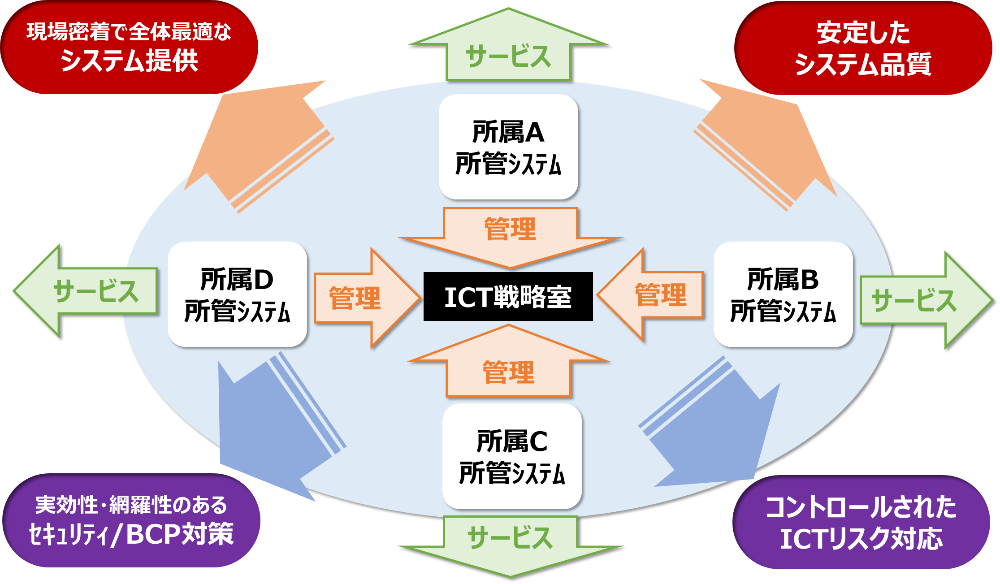 現場密着で全体最適な
システム提供
サービス
安定した
システム品質
所属A
所管ｼｽﾃﾑ
管理
サービス
所属D
所管ｼｽﾃﾑ
管理
ICT戦略室
管理
所属B
所管ｼｽﾃﾑ
サービス
管理
所属C
所管ｼｽﾃﾑ
実効性・網羅性のある
ｾｷｭﾘﾃｨ/BCP対策
サービス
コントロールされた
ICTリスク対応